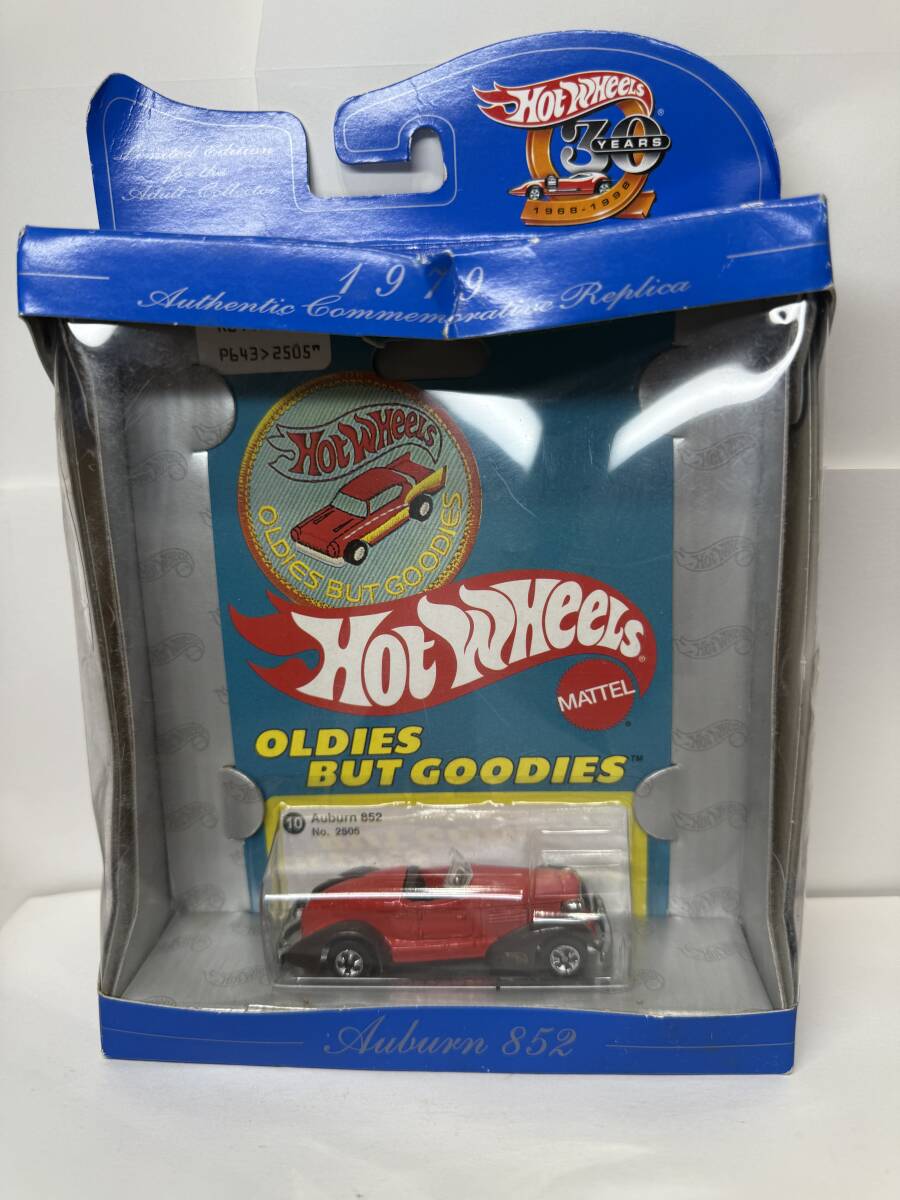 Hot Wheels
30
YEARS
1968-1998
Limited Edition
for the
Adult Collector
1979
Authentic Commemorative Replica
P643>2505
Hot Wheels
OLDIES BUT GOODIES
Hot Wheels®
MATTEL®
OLDIES
BUT GOODIES™
10 Auburn 852
No. 2505
Auburn 852